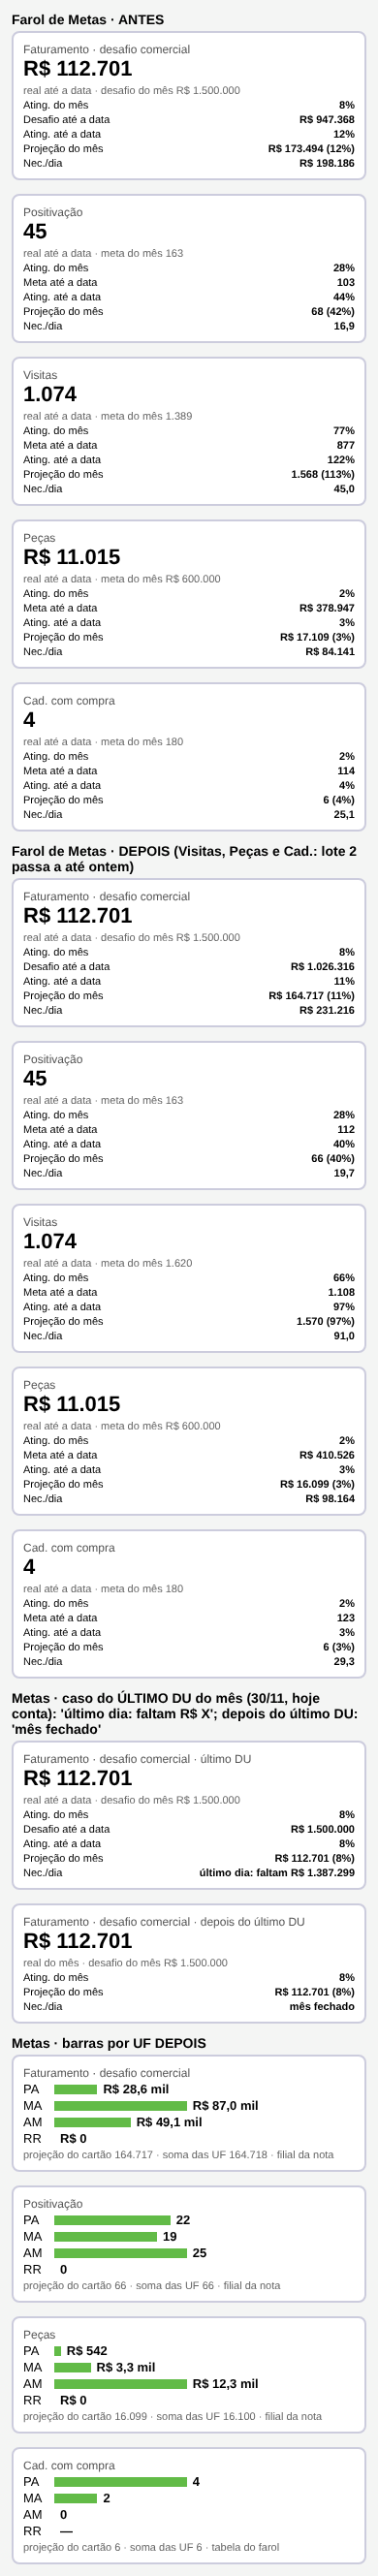 Farol de Metas · ANTES
Faturamento · desafio comercial
R$ 112.701
real até a data · desafio do mês R$ 1.500.000
Ating. do mês 8%
Desafio até a data R$ 947.368
Ating. até a data 12%
Projeção do mês R$ 173.494 (12%)
Nec./dia R$ 198.186
Positivação
45
real até a data · meta do mês 163
Ating. do mês 28%
Meta até a data 103
Ating. até a data 44%
Projeção do mês 68 (42%)
Nec./dia 16,9
Visitas
1.074
real até a data · meta do mês 1.389
Ating. do mês 77%
Meta até a data 877
Ating. até a data 122%
Projeção do mês 1.568 (113%)
Nec./dia 45,0
Peças
R$ 11.015
real até a data · meta do mês R$ 600.000
Ating. do mês 2%
Meta até a data R$ 378.947
Ating. até a data 3%
Projeção do mês R$ 17.109 (3%)
Nec./dia R$ 84.141
Cad. com compra
4
real até a data · meta do mês 180
Ating. do mês 2%
Meta até a data 114
Ating. até a data 4%
Projeção do mês 6 (4%)
Nec./dia 25,1
Farol de Metas · DEPOIS (Visitas, Peças e Cad.: lote 2
passa a até ontem)
Faturamento · desafio comercial
R$ 112.701
real até a data · desafio do mês R$ 1.500.000
Ating. do mês 8%
Desafio até a data R$ 1.026.316
Ating. até a data 11%
Projeção do mês R$ 164.717 (11%)
Nec./dia R$ 231.216
Positivação
45
real até a data · meta do mês 163
Ating. do mês 28%
Meta até a data 112
Ating. até a data 40%
Projeção do mês 66 (40%)
Nec./dia 19,7
Visitas
1.074
real até a data · meta do mês 1.620
Ating. do mês 66%
Meta até a data 1.108
Ating. até a data 97%
Projeção do mês 1.570 (97%)
Nec./dia 91,0
Peças
R$ 11.015
real até a data · meta do mês R$ 600.000
Ating. do mês 2%
Meta até a data R$ 410.526
Ating. até a data 3%
Projeção do mês R$ 16.099 (3%)
Nec./dia R$ 98.164
Cad. com compra
4
real até a data · meta do mês 180
Ating. do mês 2%
Meta até a data 123
Ating. até a data 3%
Projeção do mês 6 (3%)
Nec./dia 29,3
Metas · caso do ÚLTIMO DU do mês (30/11, hoje
conta): 'último dia: faltam R$ X'; depois do último DU:
'mês fechado'
Faturamento · desafio comercial · último DU
R$ 112.701
real até a data · desafio do mês R$ 1.500.000
Ating. do mês 8%
Desafio até a data R$ 1.500.000
Ating. até a data 8%
Projeção do mês R$ 112.701 (8%)
Nec./dia último dia: faltam R$ 1.387.299
Faturamento · desafio comercial · depois do último DU
R$ 112.701
real do mês · desafio do mês R$ 1.500.000
Ating. do mês 8%
Projeção do mês R$ 112.701 (8%)
Nec./dia mês fechado
Metas · barras por UF DEPOIS
Faturamento · desafio comercial
PA R$ 28,6 mil
MA R$ 87,0 mil
AM R$ 49,1 mil
RR R$ 0
projeção do cartão 164.717 · soma das UF 164.718 · filial da nota
Positivação
PA 22
MA 19
AM 25
RR 0
projeção do cartão 66 · soma das UF 66 · filial da nota
Peças
PA R$ 542
MA R$ 3,3 mil
AM R$ 12,3 mil
RR R$ 0
projeção do cartão 16.099 · soma das UF 16.100 · filial da nota
Cad. com compra
PA 4
MA 2
AM 0
RR —
projeção do cartão 6 · soma das UF 6 · tabela do farol